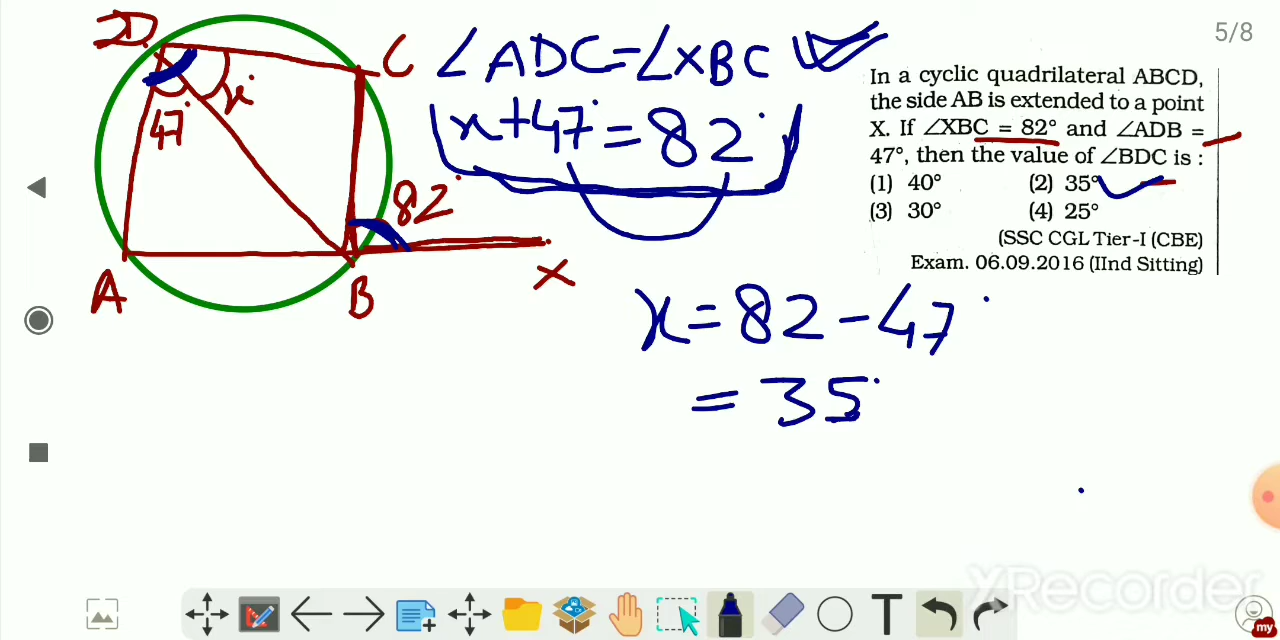 5/8
D
C
x
47°
82°
A
B
X
∠ADC=∠XBC
x+47°=82°
In a cyclic quadrilateral ABCD,
the side AB is extended to a point
X. If ∠XBC = 82° and ∠ADB =
47°, then the value of ∠BDC is :
(1) 40° (2) 35°
(3) 30° (4) 25°
(SSC CGL Tier-I (CBE)
Exam. 06.09.2016 (IInd Sitting)
x=82-47°
=35°
XRecorder
T
my